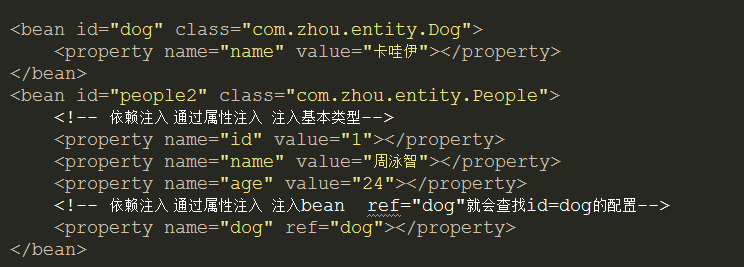 <bean id="dog" class="com.zhou.entity.Dog">
<property name="name" value="卡哇伊"></property>
</bean>
<bean id="people2" class="com.zhou.entity.People">
<!-- 依赖注入 通过属性注入 注入基本类型-->
<property name="id" value="1"></property>
<property name="name" value="周泳智"></property>
<property name="age" value="24"></property>
<!-- 依赖注入 通过属性注入 注入bean  ref="dog"就会查找id=dog的配置-->
<property name="dog" ref="dog"></property>
</bean>